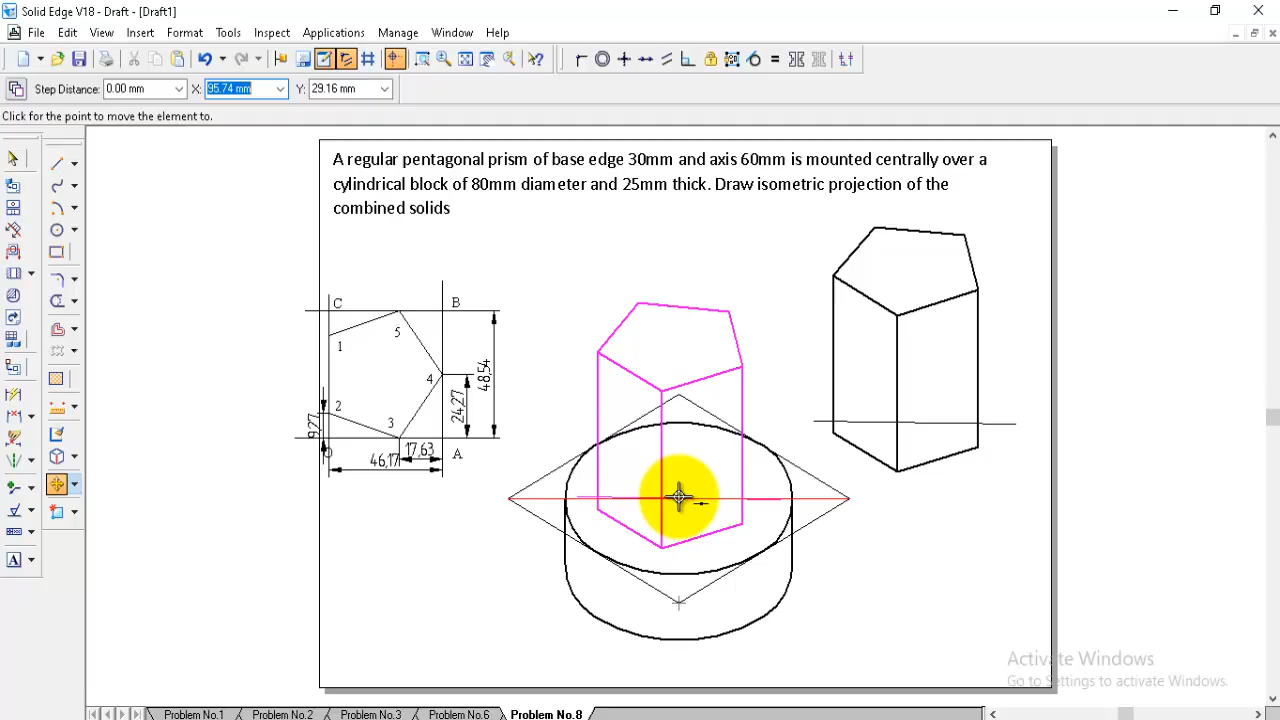 Solid Edge V18 - Draft - [Draft1]
File Edit View Insert Format Tools Inspect Applications Manage Window Help
Step Distance: 0.00 mm X: 95.74 mm Y: 29.16 mm
Click for the point to move the element to.
A regular pentagonal prism of base edge 30mm and axis 60mm is mounted centrally over a
cylindrical block of 80mm diameter and 25mm thick. Draw isometric projection of the
combined solids
C B
5
1
48,54
4
24,27
2
9,27
3
17,63
A
46,17
Activate Windows
Go to Settings to activate Windows.
Problem No.1 Problem No.2 Problem No.3 Problem No.6 Problem No.8